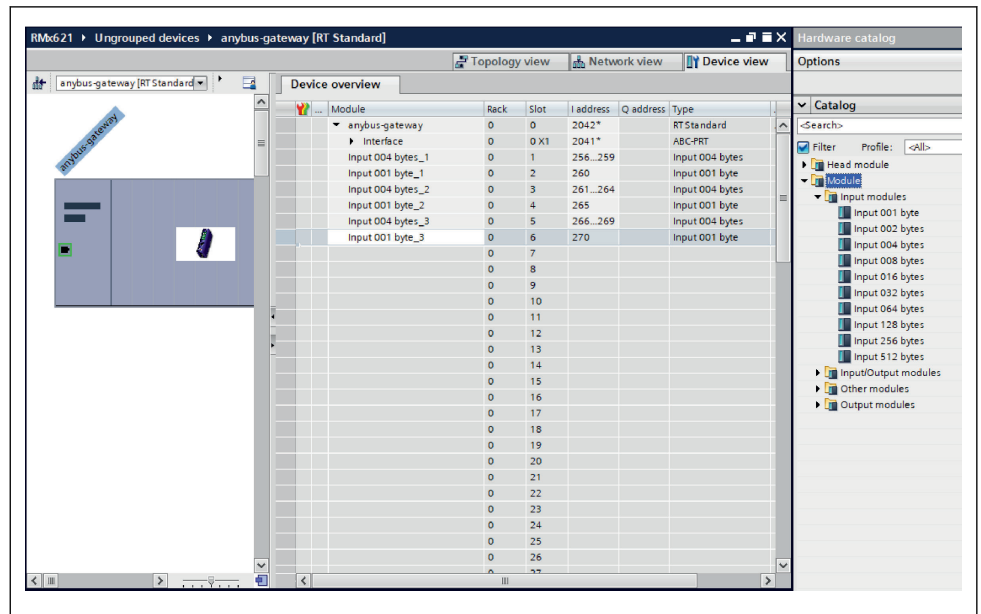 RMx621 ▸ Ungrouped devices ▸ anybus-gateway [RT Standard]
Hardware catalog
Topology view Network view Device view
Options
anybus-gateway [RT Standard]
Device overview
... Module Rack Slot I address Q address Type
anybus-gateway 0 0 2042* RT Standard
Interface 0 0 X1 2041* ABC-PRT
Input 004 bytes_1 0 1 256...259 Input 004 bytes
Input 001 byte_1 0 2 260 Input 001 byte
Input 004 bytes_2 0 3 261...264 Input 004 bytes
Input 001 byte_2 0 4 265 Input 001 byte
Input 004 bytes_3 0 5 266...269 Input 004 bytes
Input 001 byte_3 0 6 270 Input 001 byte
0 7
0 8
0 9
0 10
0 11
0 12
0 13
0 14
0 15
0 16
0 17
0 18
0 19
0 20
0 21
0 22
0 23
0 24
0 25
0 26
anybus-gateway
Catalog
<Search>
Filter Profile: <All>
Head module
Module
Input modules
Input 001 byte
Input 002 bytes
Input 004 bytes
Input 008 bytes
Input 016 bytes
Input 032 bytes
Input 064 bytes
Input 128 bytes
Input 256 bytes
Input 512 bytes
Input/Output modules
Other modules
Output modules